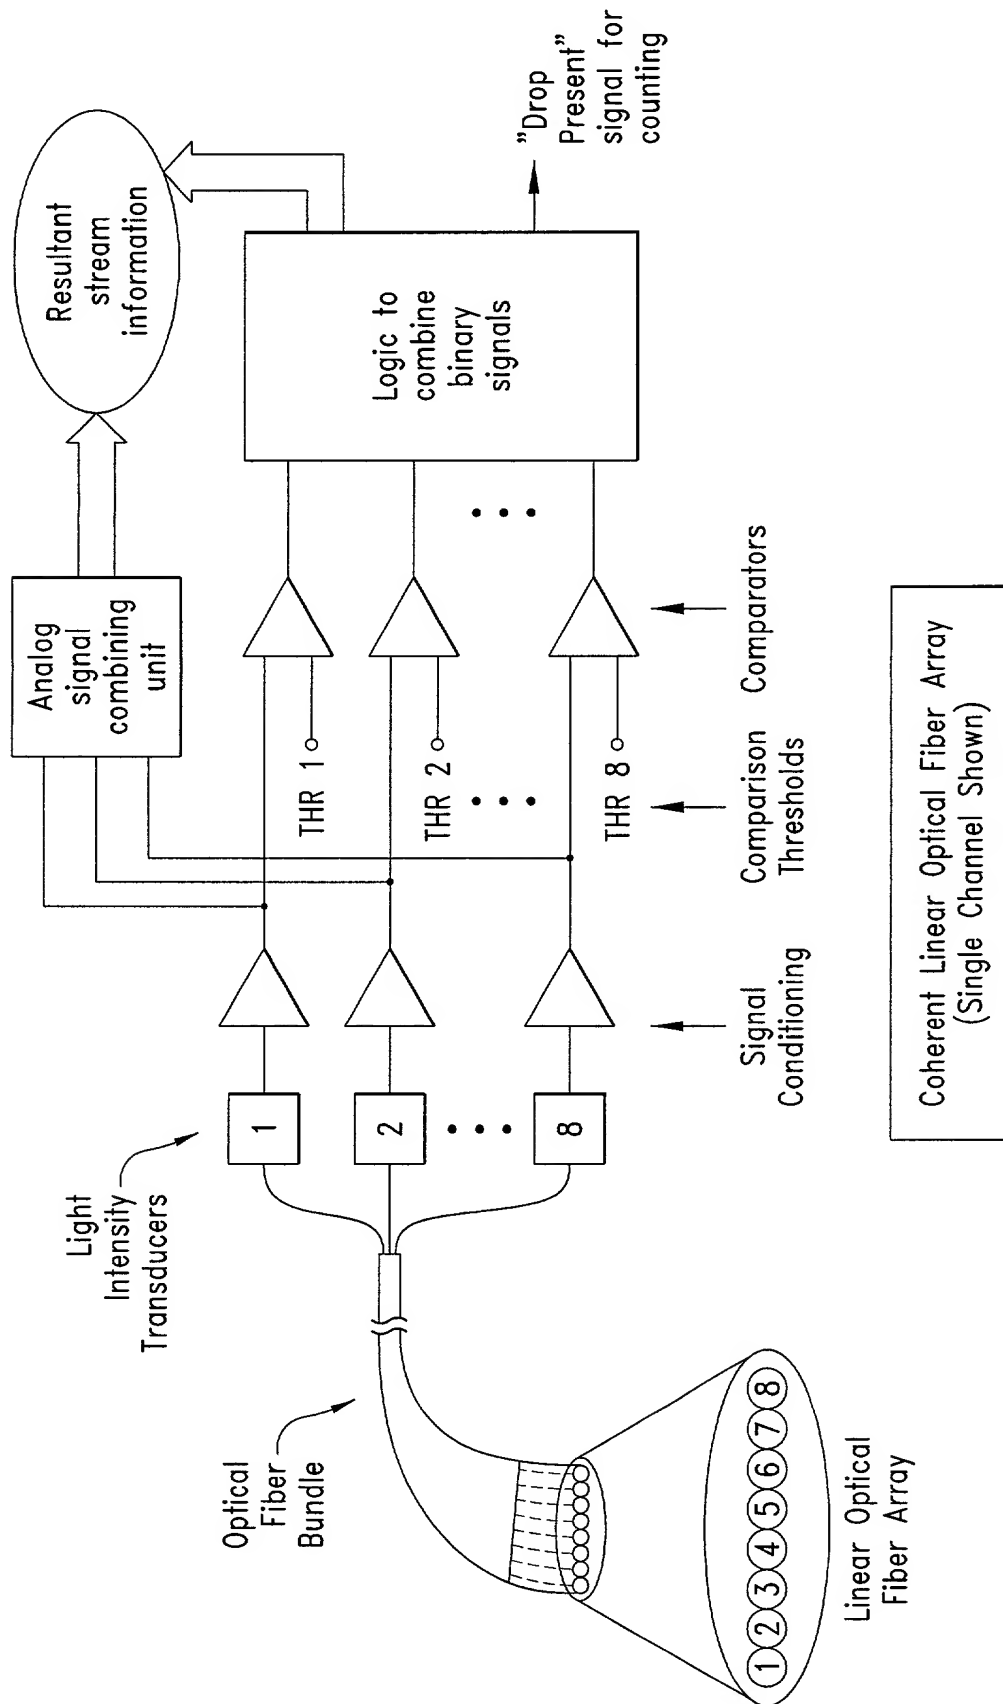 Resultant
stream
information
Analog
signal
combining
unit
"Drop
Present"
signal for
counting
Logic to
combine
binary
signals
Light
Intensity
Transducers
1
2
8
THR 1
THR 2
THR 8
Signal
Conditioning
Comparison
Thresholds
Comparators
Optical
Fiber
Bundle
1 2 3 4 5 6 7 8
Linear Optical
Fiber Array
Coherent Linear Optical Fiber Array
(Single Channel Shown)